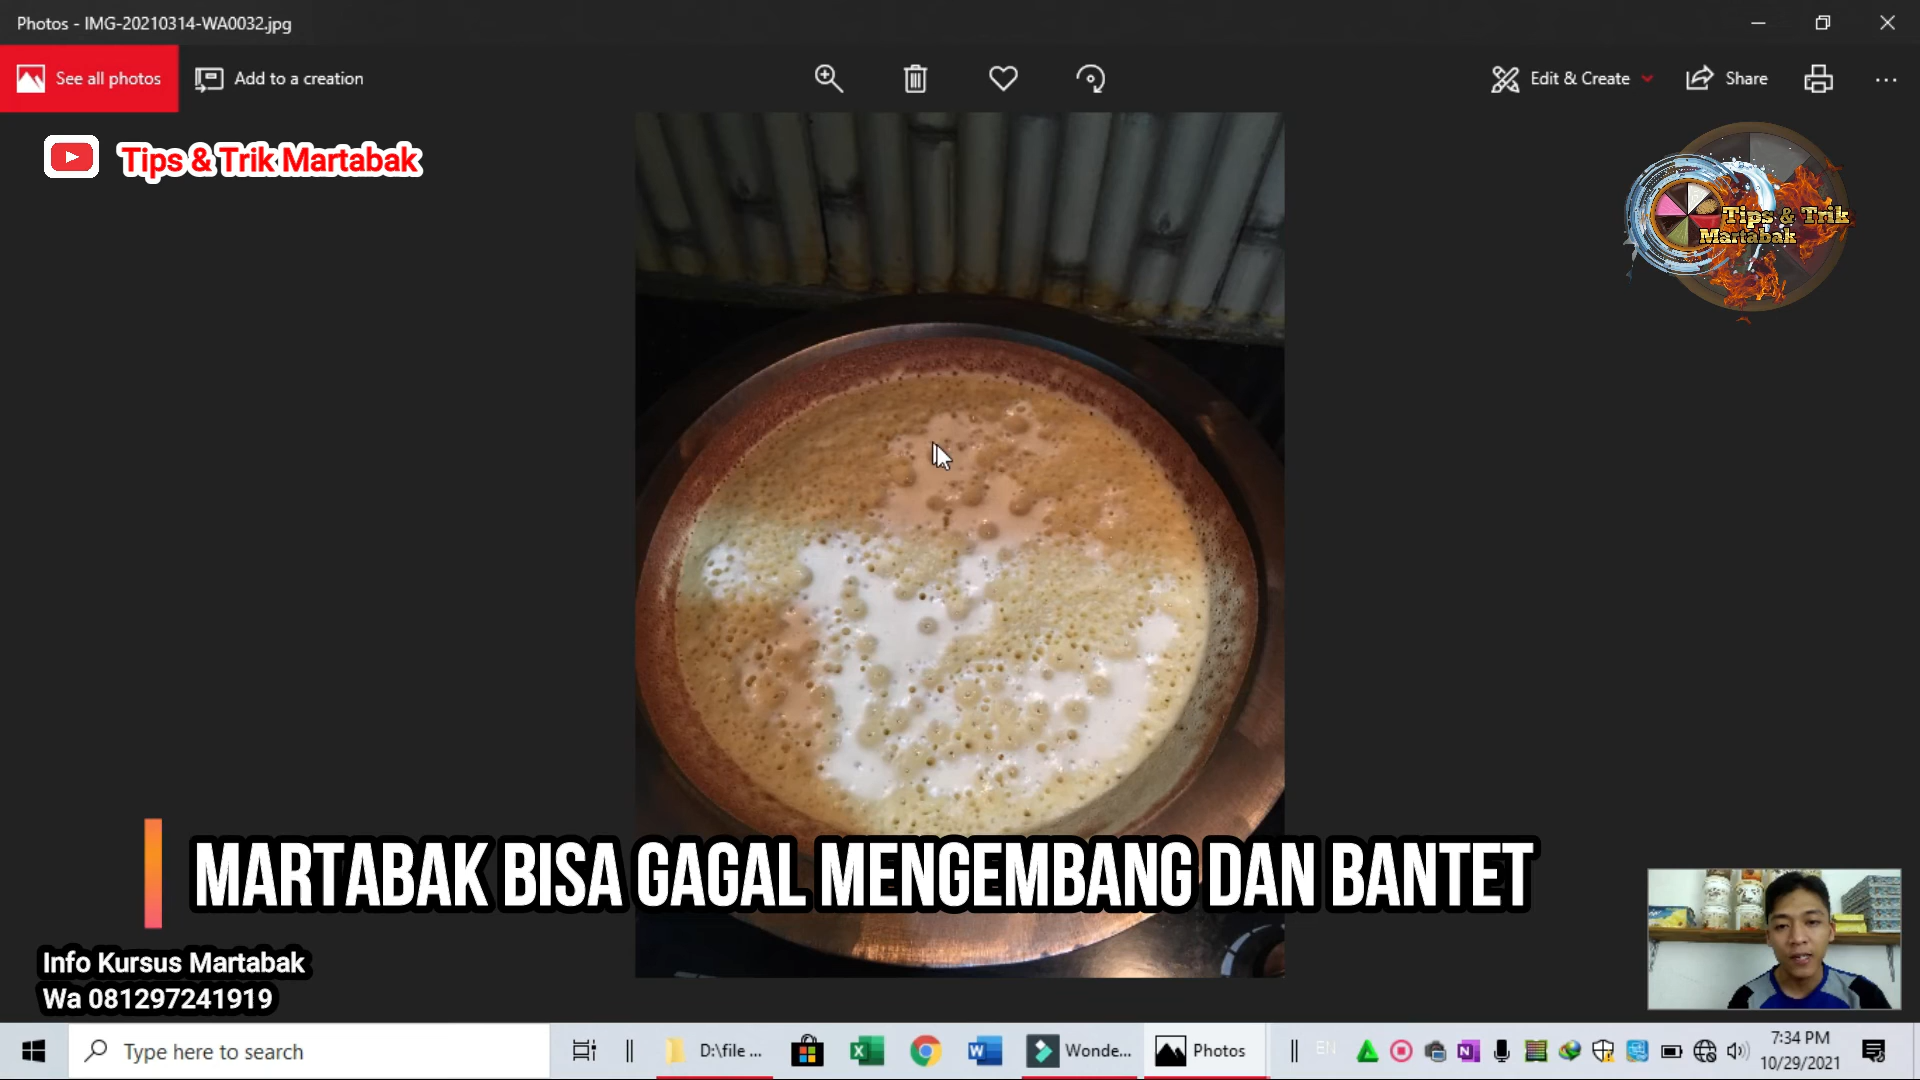 Photos - IMG-20210314-WA0032.jpg
See all photos
Add to a creation
Edit & Create
Share
Tips & Trik Martabak
Tips & Trik
Martabak
MARTABAK BISA GAGAL MENGEMBANG DAN BANTET
Info Kursus Martabak
Wa 081297241919
Type here to search
D:\file ...
Wonde...
Photos
EN
7:34 PM
10/29/2021